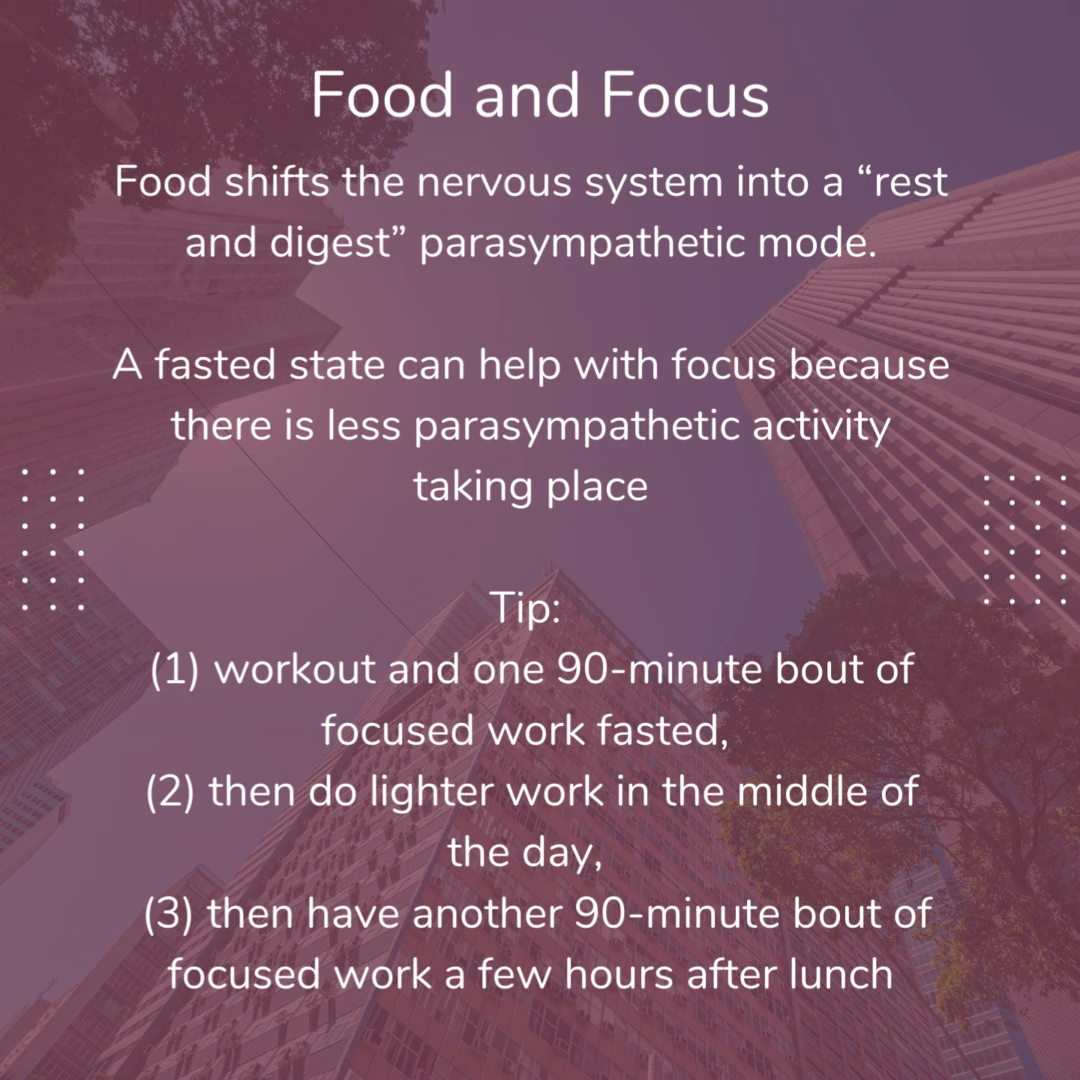 Food and Focus
Food shifts the nervous system into a “rest
and digest” parasympathetic mode.
A fasted state can help with focus because
there is less parasympathetic activity
taking place
Tip:
(1) workout and one 90-minute bout of
focused work fasted,
(2) then do lighter work in the middle of
the day,
(3) then have another 90-minute bout of
focused work a few hours after lunch